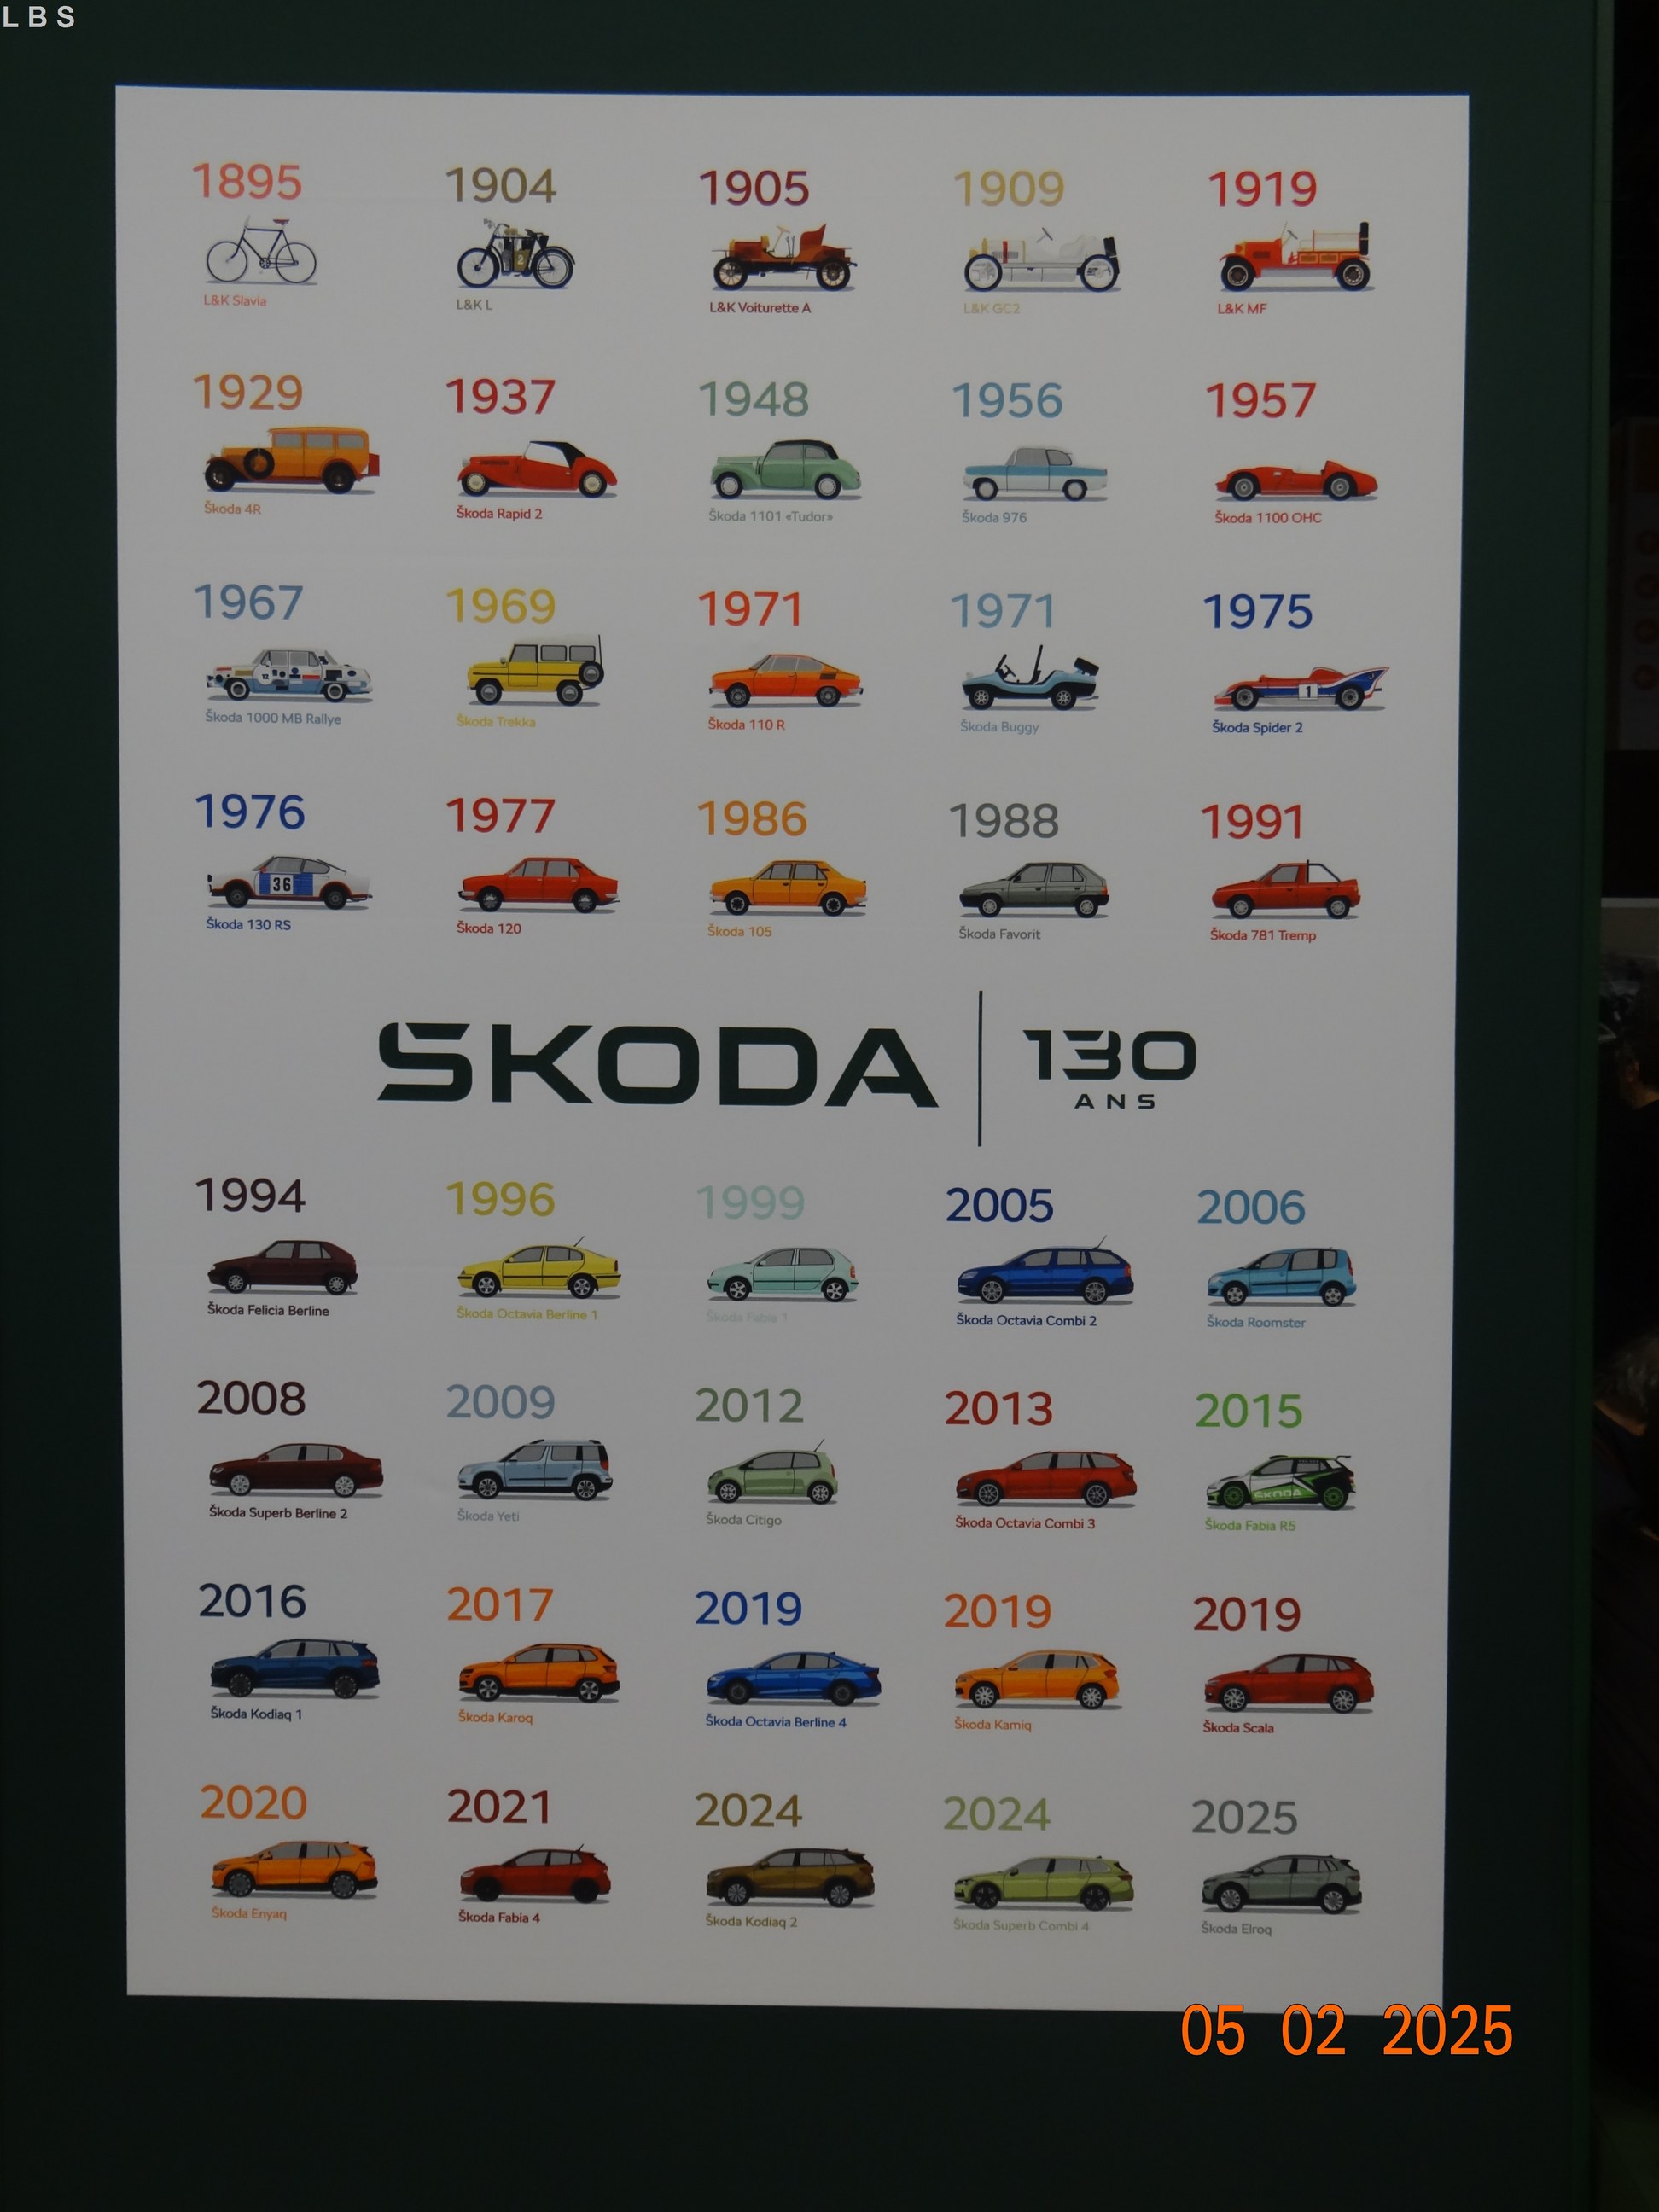 LBS
1895 1904 1905 1909 1919
L&K Slavia L&K L L&K Voiturette A L&K GC2 L&K MF
1929 1937 1948 1956 1957
Škoda 4R Škoda Rapid 2 Škoda 1101 «Tudor» Škoda 976 Škoda 1100 OHC
1967 1969 1971 1971 1975
12 1
Škoda 1000 MB Rallye Škoda Trekka Škoda 110 R Škoda Buggy Škoda Spider 2
1976 1977 1986 1988 1991
36
Škoda 130 RS Škoda 120 Škoda 105 Škoda Favorit Škoda 781 Tremp
ŠKODA 130
ANS
1994 1996 1999 2005 2006
Škoda Felicia Berline Škoda Octavia Berline 1 Škoda Fabia 1 Škoda Octavia Combi 2 Škoda Roomster
2008 2009 2012 2013 2015
ŠKODA
Škoda Superb Berline 2 Škoda Yeti Škoda Citigo Škoda Octavia Combi 3 Škoda Fabia R5
2016 2017 2019 2019 2019
Škoda Kodiaq 1 Škoda Karoq Škoda Octavia Berline 4 Škoda Kamiq Škoda Scala
2020 2021 2024 2024 2025
Škoda Enyaq Škoda Fabia 4 Škoda Kodiaq 2 Škoda Superb Combi 4 Škoda Elroq
05 02 2025